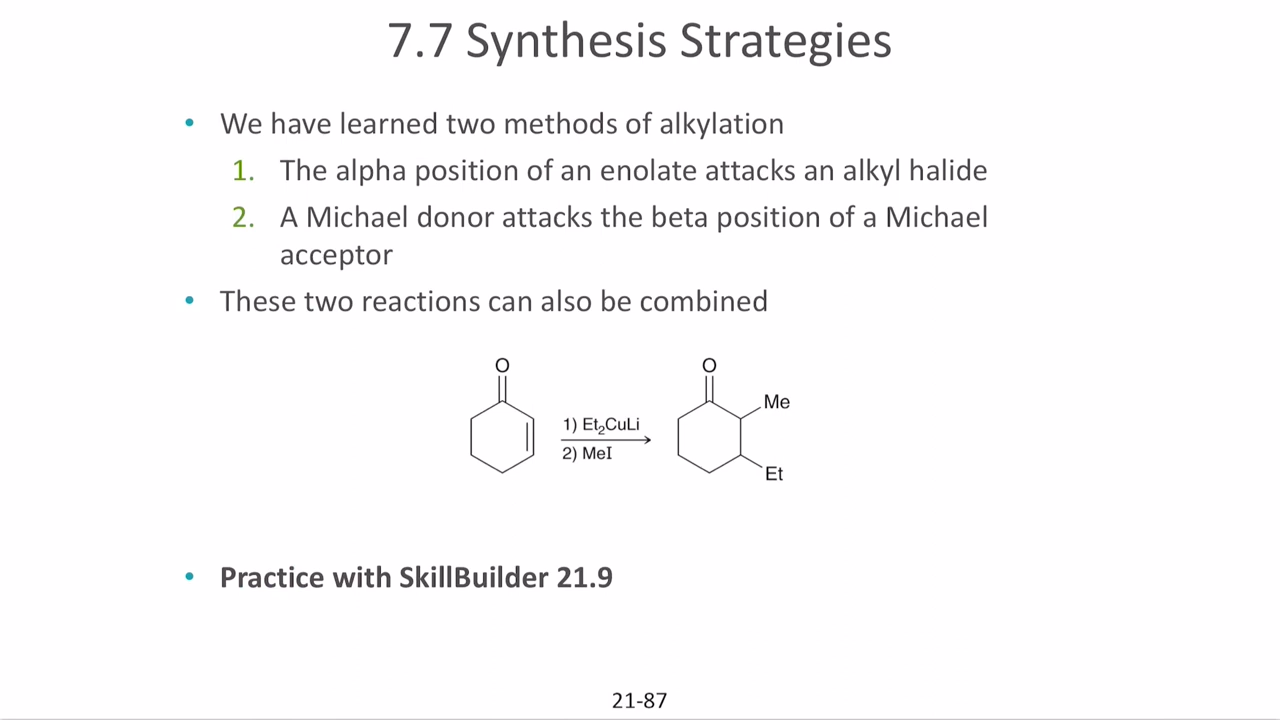 7.7 Synthesis Strategies
• We have learned two methods of alkylation
1. The alpha position of an enolate attacks an alkyl halide
2. A Michael donor attacks the beta position of a Michael
acceptor
• These two reactions can also be combined
O
1) Et₂CuLi
2) MeI
O
Me
Et
• Practice with SkillBuilder 21.9
21-87